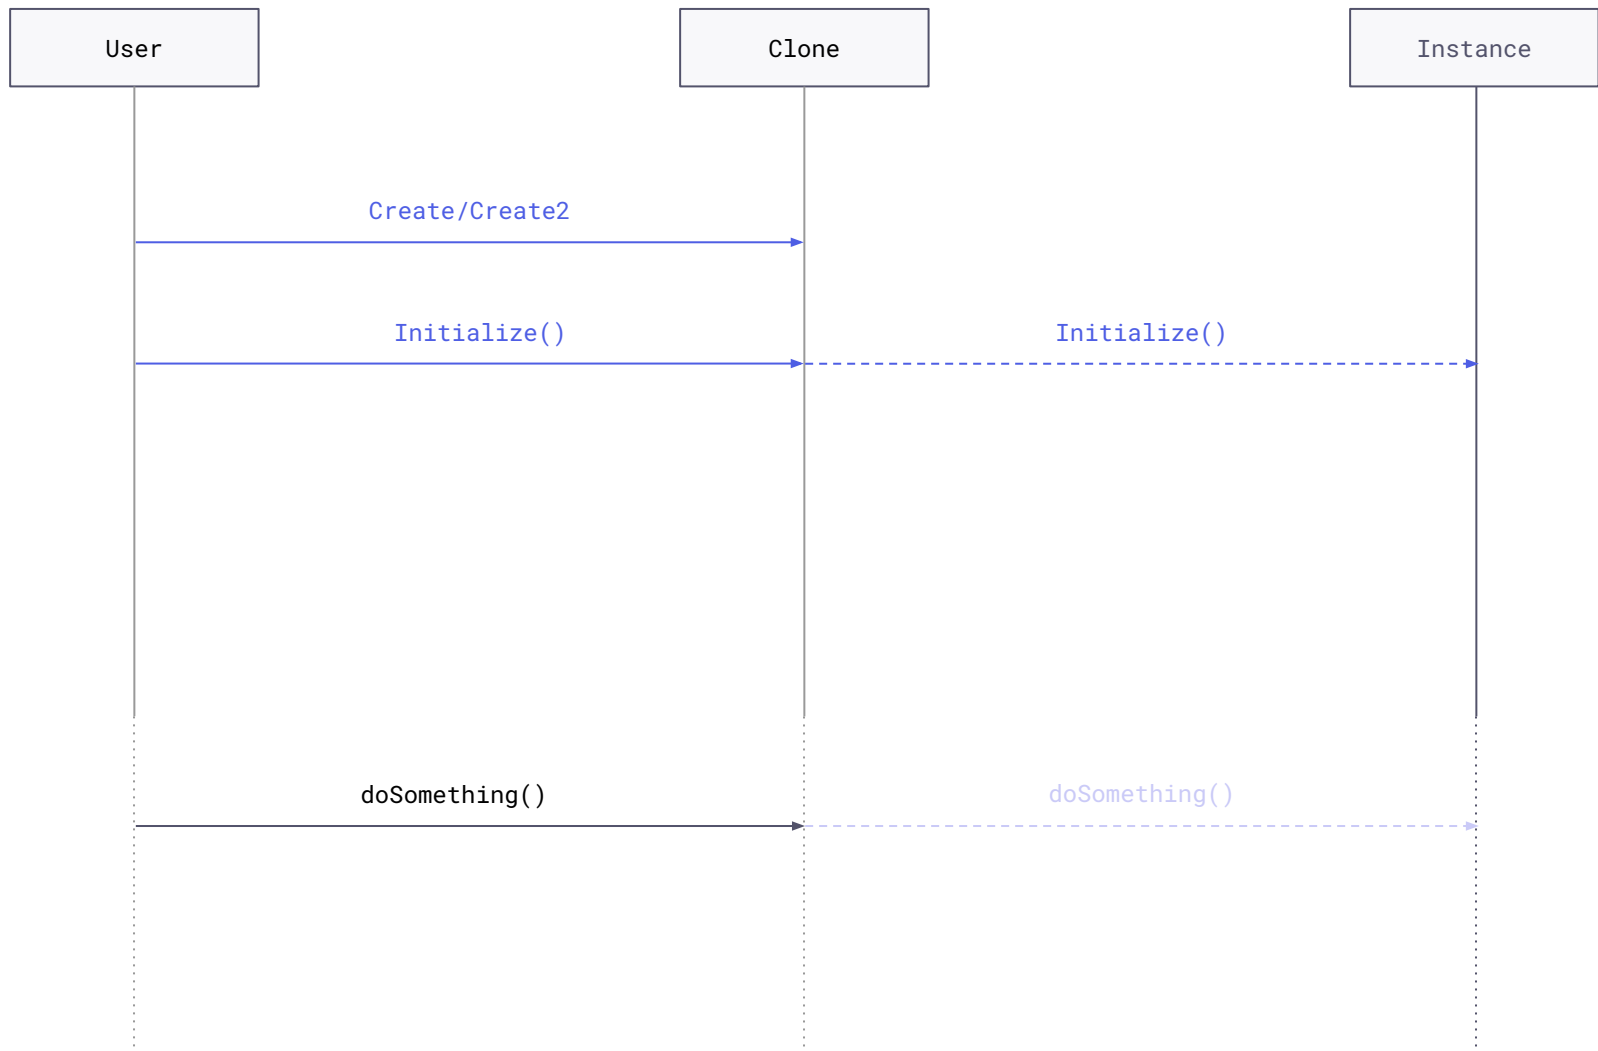 User
Clone
Instance
Create/Create2
Initialize()
Initialize()
doSomething()
doSomething()